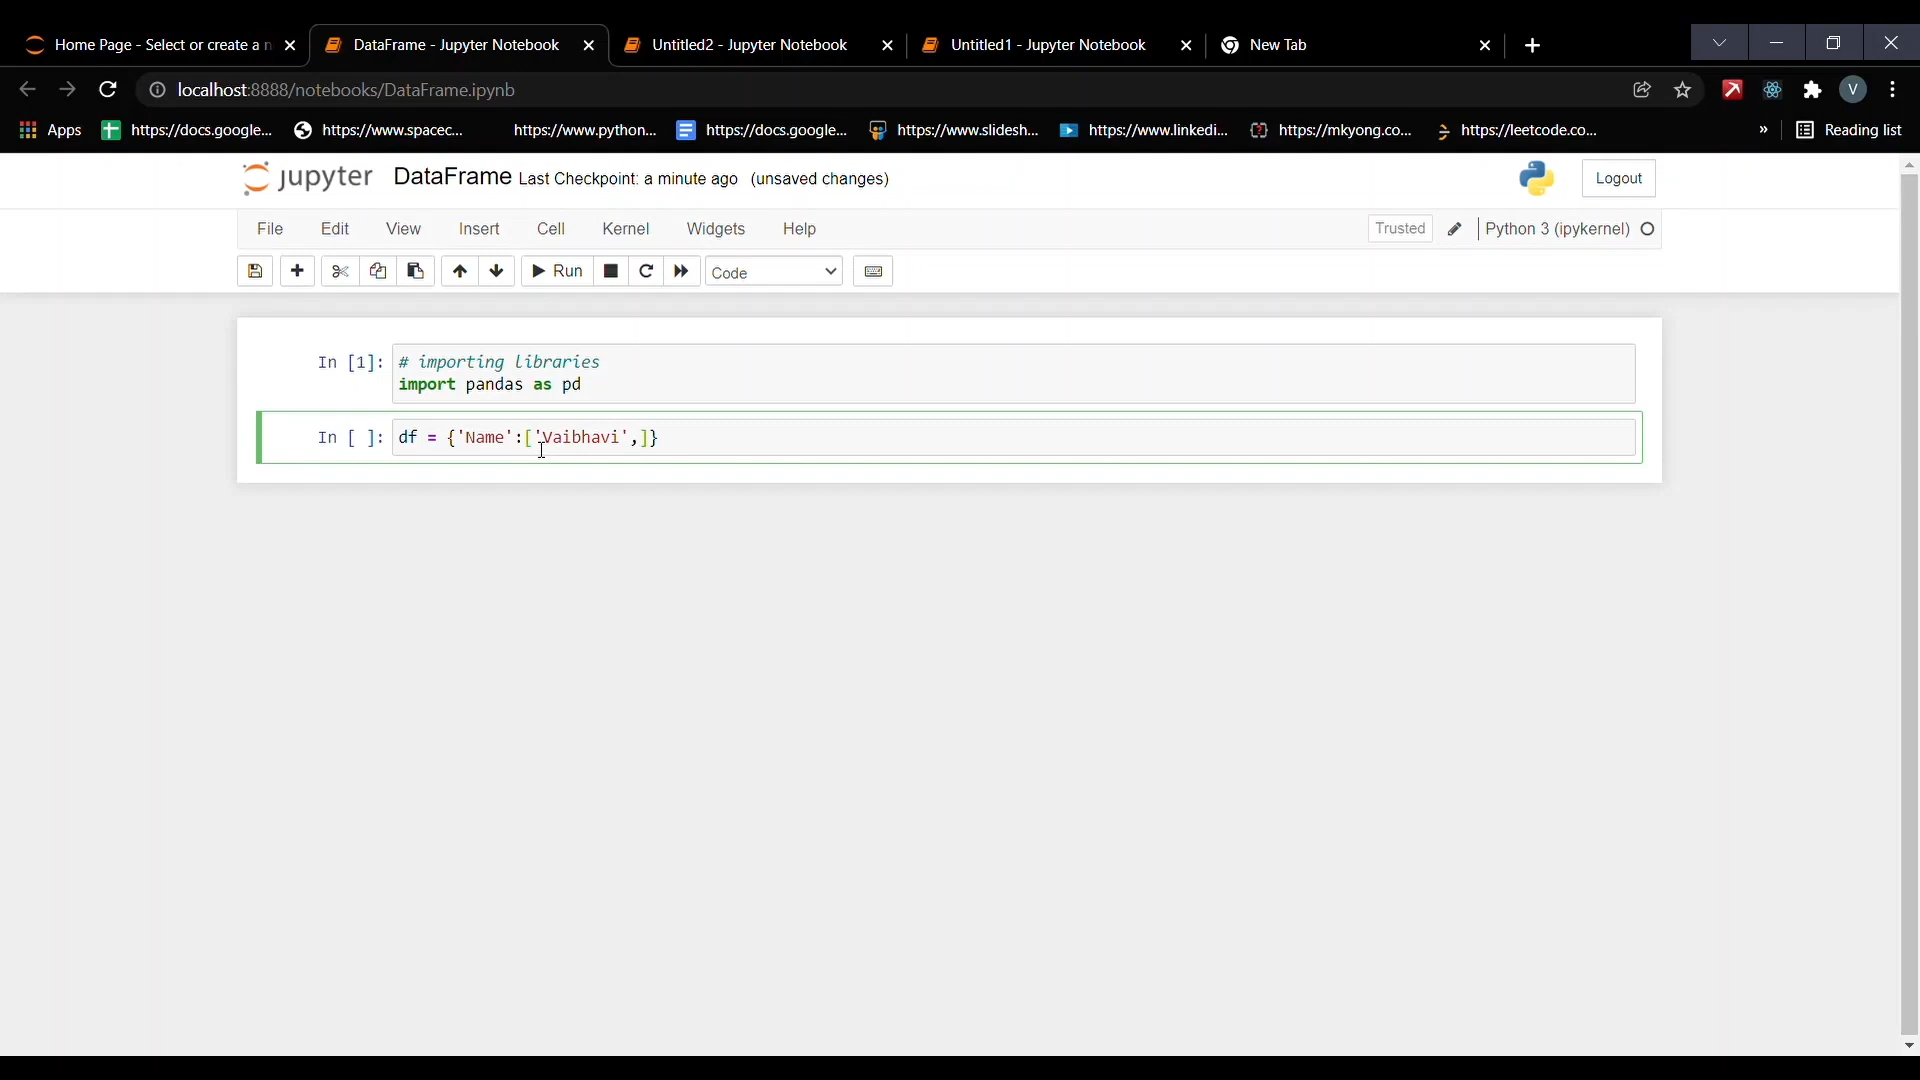 Home Page - Select or create a n
DataFrame - Jupyter Notebook
Untitled2 - Jupyter Notebook
Untitled1 - Jupyter Notebook
New Tab
localhost:8888/notebooks/DataFrame.ipynb
V
Apps
https://docs.google...
https://www.spacec...
https://www.python...
https://docs.google...
https://www.slidesh...
https://www.linkedi...
https://mkyong.co...
https://leetcode.co...
»
Reading list
jupyter DataFrame Last Checkpoint: a minute ago (unsaved changes)
Logout
File Edit View Insert Cell Kernel Widgets Help
Trusted
Python 3 (ipykernel)
Run
Code
In [1]: # importing libraries
import pandas as pd
In [ ]: df = {'Name':['Vaibhavi',]}